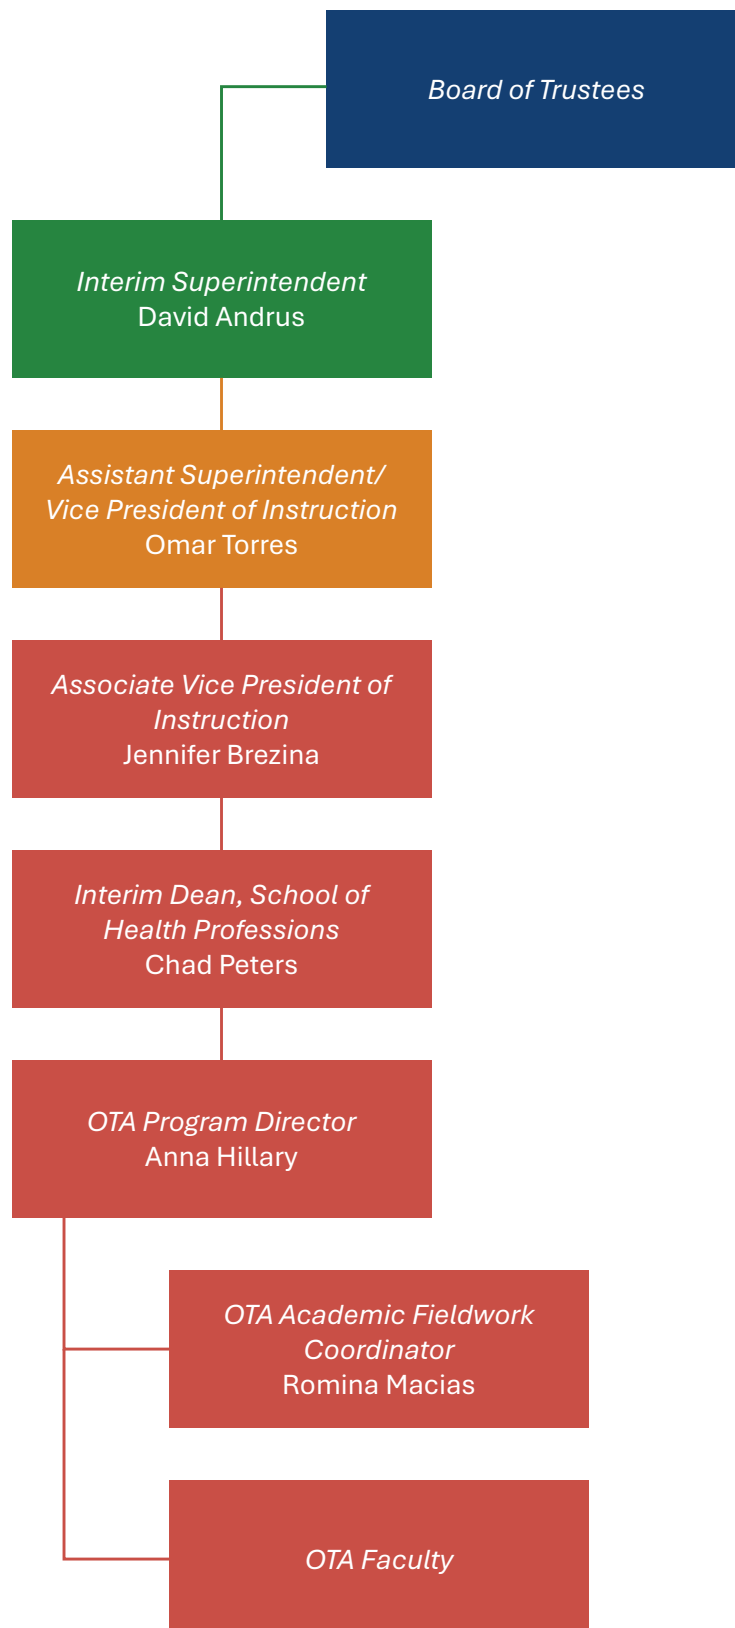 Board of Trustees
Interim Superintendent
David Andrus
Assistant Superintendent/
Vice President of Instruction
Omar Torres
Associate Vice President of
Instruction
Jennifer Brezina
Interim Dean, School of
Health Professions
Chad Peters
OTA Program Director
Anna Hillary
OTA Academic Fieldwork
Coordinator
Romina Macias
OTA Faculty